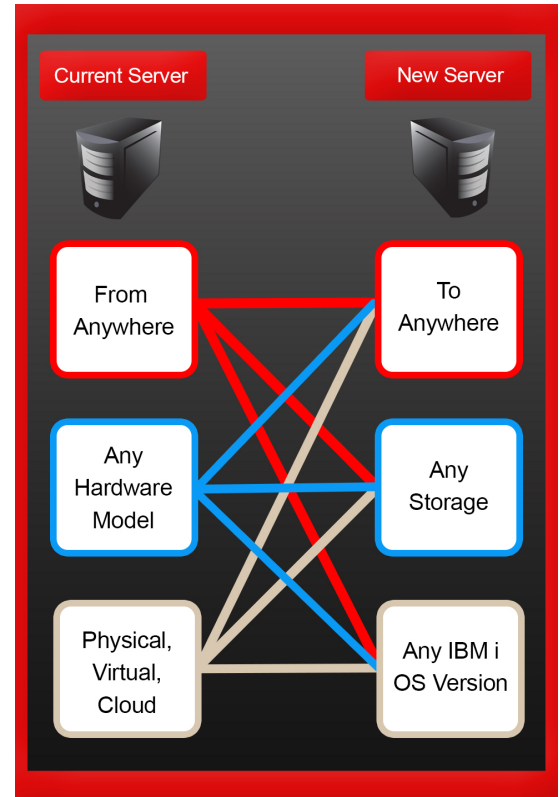 Current Server
New Server
From
Anywhere
To
Anywhere
Any
Hardware
Model
Any
Storage
Physical,
Virtual,
Cloud
Any IBM i
OS Version